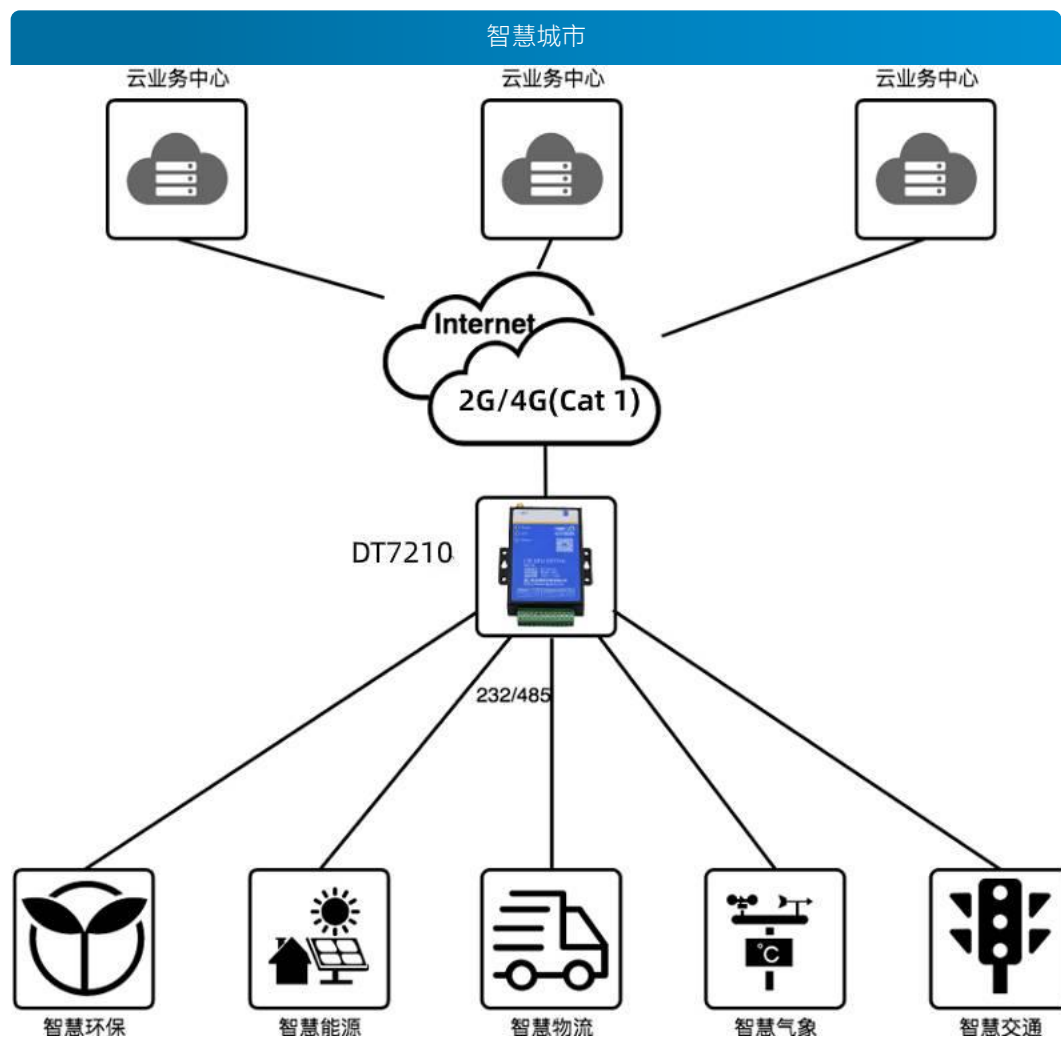 智慧城市
云业务中心
云业务中心
云业务中心
Internet
2G/4G(Cat 1)
DT7210
232/485
°C
智慧环保
智慧能源
智慧物流
智慧气象
智慧交通